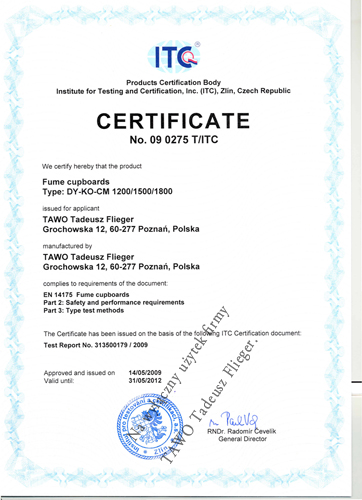 ITC ®
Products Certification Body
Institute for Testing and Certification, Inc. (ITC), Zlin, Czech Republic
CERTIFICATE
No. 09 0275 T/ITC
We certify hereby that the product
Fume cupboards
Type: DY-KO-CM 1200/1500/1800
issued for applicant
TAWO Tadeusz Flieger
Grochowska 12, 60-277 Poznań, Polska
manufactured by
TAWO Tadeusz Flieger
Grochowska 12, 60-277 Poznań, Polska
complies to requirements of the document:
EN 14175 Fume cupboards
Part 2: Safety and performance requirements
Part 3: Type test methods
The Certificate has been issued on the basis of the following ITC Certification document:
Test Report No. 313500179 / 2009
Approved and issued on 14/05/2009
Valid until: 31/05/2012
użytek firmy
TAWO Tadeusz Flieger.
RNDr. Radomír Čevelík
General Director